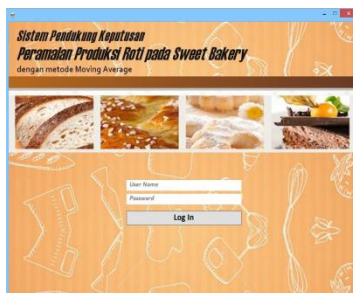 Sistem Pendukung Keputusan
Peramalan Produksi Roti pada Sweet Bakery
dengan metode Moving Average
User Name
Password
Log In